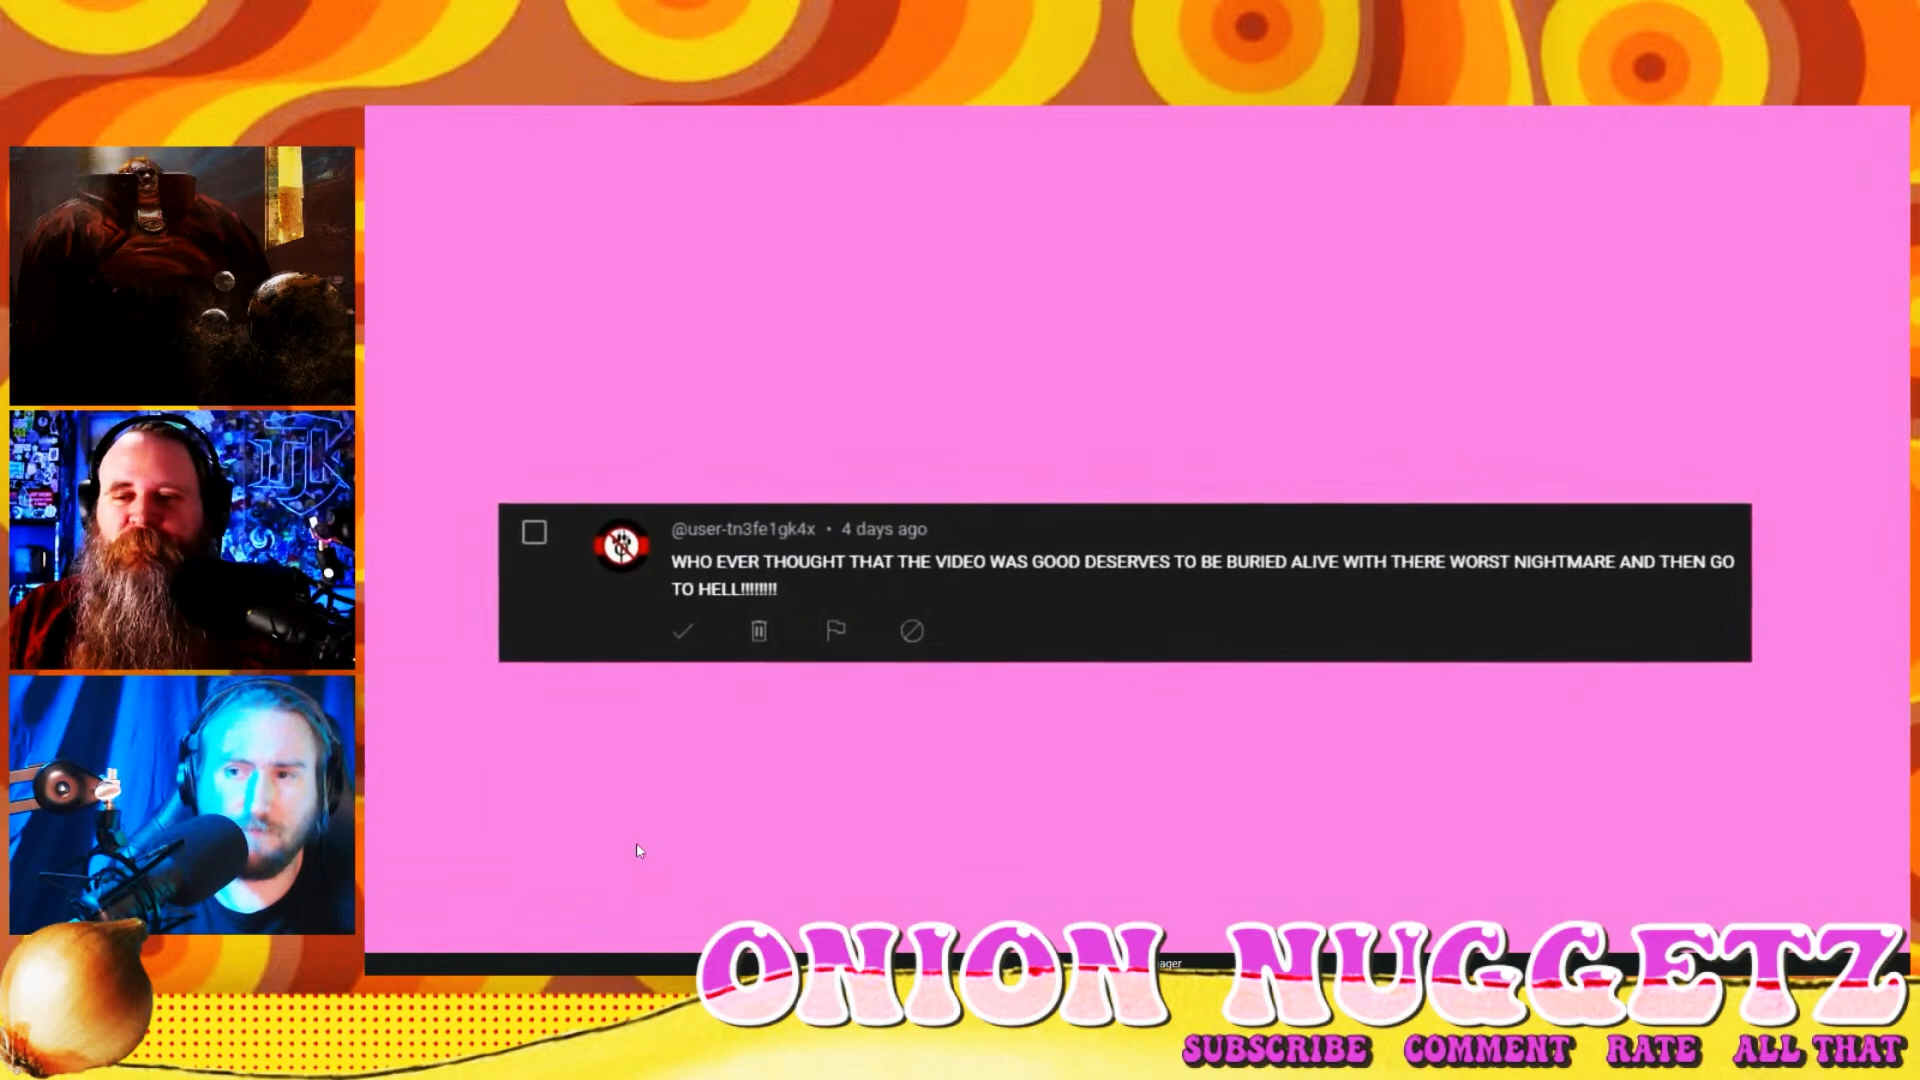 @user-tn3fe1gk4x • 4 days ago
WHO EVER THOUGHT THAT THE VIDEO WAS GOOD DESERVES TO BE BURIED ALIVE WITH THERE WORST NIGHTMARE AND THEN GO
TO HELL!!!!!!!!
ONION NUGGETZ
SUBSCRIBE COMMENT RATE ALL THAT